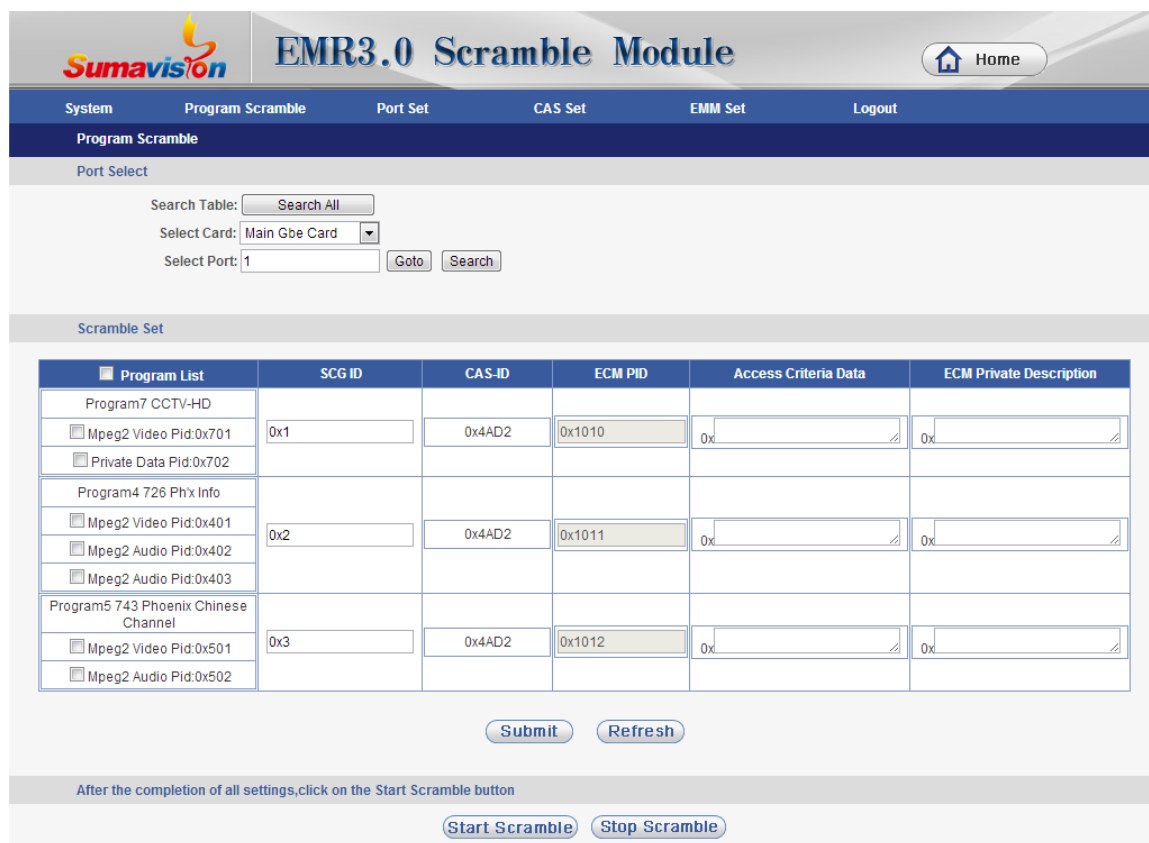 Sumavision
EMR3.0 Scramble Module
Home
System Program Scramble Port Set CAS Set EMM Set Logout
Program Scramble
Port Select
Search Table: Search All
Select Card: Main Gbe Card
Select Port: 1 Goto Search
Scramble Set
Program List SCG ID CAS-ID ECM PID Access Criteria Data ECM Private Description
Program7 CCTV-HD
Mpeg2 Video Pid:0x701 0x1 0x4AD2 0x1010 0x 0x
Private Data Pid:0x702
Program4 726 Ph'x Info
Mpeg2 Video Pid:0x401
0x2 0x4AD2 0x1011 0x 0x
Mpeg2 Audio Pid:0x402
Mpeg2 Audio Pid:0x403
Program5 743 Phoenix Chinese
Channel
Mpeg2 Video Pid:0x501 0x3 0x4AD2 0x1012 0x 0x
Mpeg2 Audio Pid:0x502
Submit Refresh
After the completion of all settings,click on the Start Scramble button
Start Scramble Stop Scramble